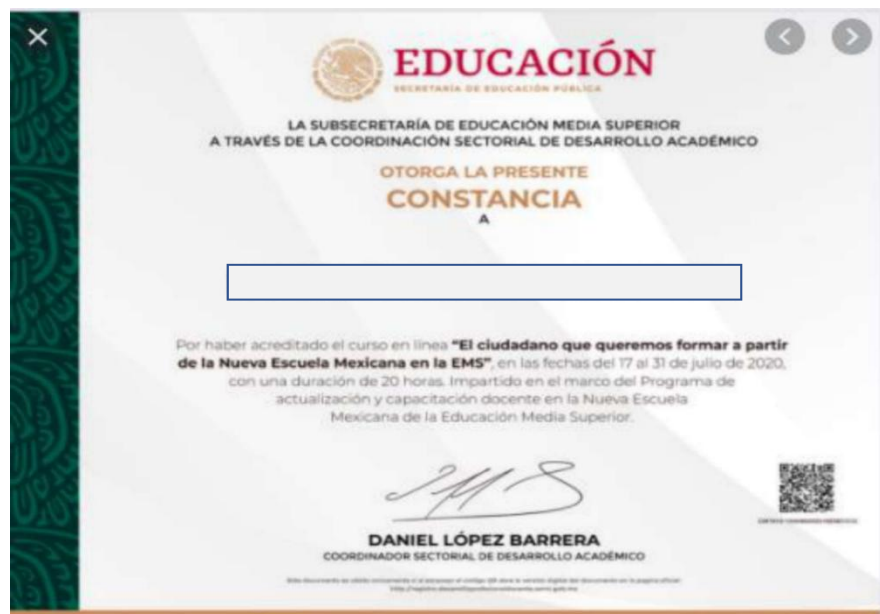 EDUCACIÓN
SECRETARÍA DE EDUCACIÓN PÚBLICA
LA SUBSECRETARÍA DE EDUCACIÓN MEDIA SUPERIOR
A TRAVÉS DE LA COORDINACIÓN SECTORIAL DE DESARROLLO ACADÉMICO
OTORGA LA PRESENTE
CONSTANCIA
A
Por haber acreditado el curso en línea "El ciudadano que queremos formar a partir
de la Nueva Escuela Mexicana en la EMS", en las fechas del 17 al 31 de julio de 2020,
con una duración de 20 horas. Impartido en el marco del Programa de
actualización y capacitación docente en la Nueva Escuela
Mexicana de la Educación Media Superior.
DANIEL LÓPEZ BARRERA
COORDINADOR SECTORIAL DE DESARROLLO ACADÉMICO